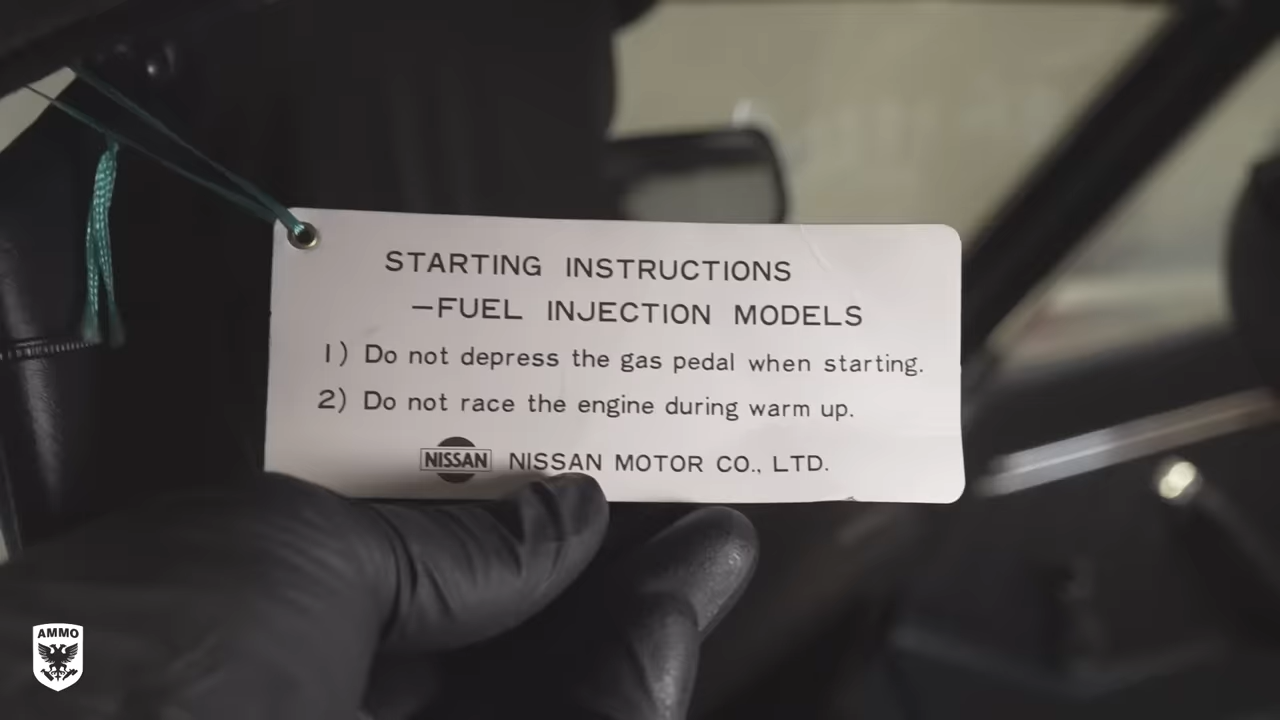 STARTING INSTRUCTIONS
—FUEL INJECTION MODELS
1) Do not depress the gas pedal when starting.
2) Do not race the engine during warm up.
NISSAN NISSAN MOTOR CO., LTD.
AMMO